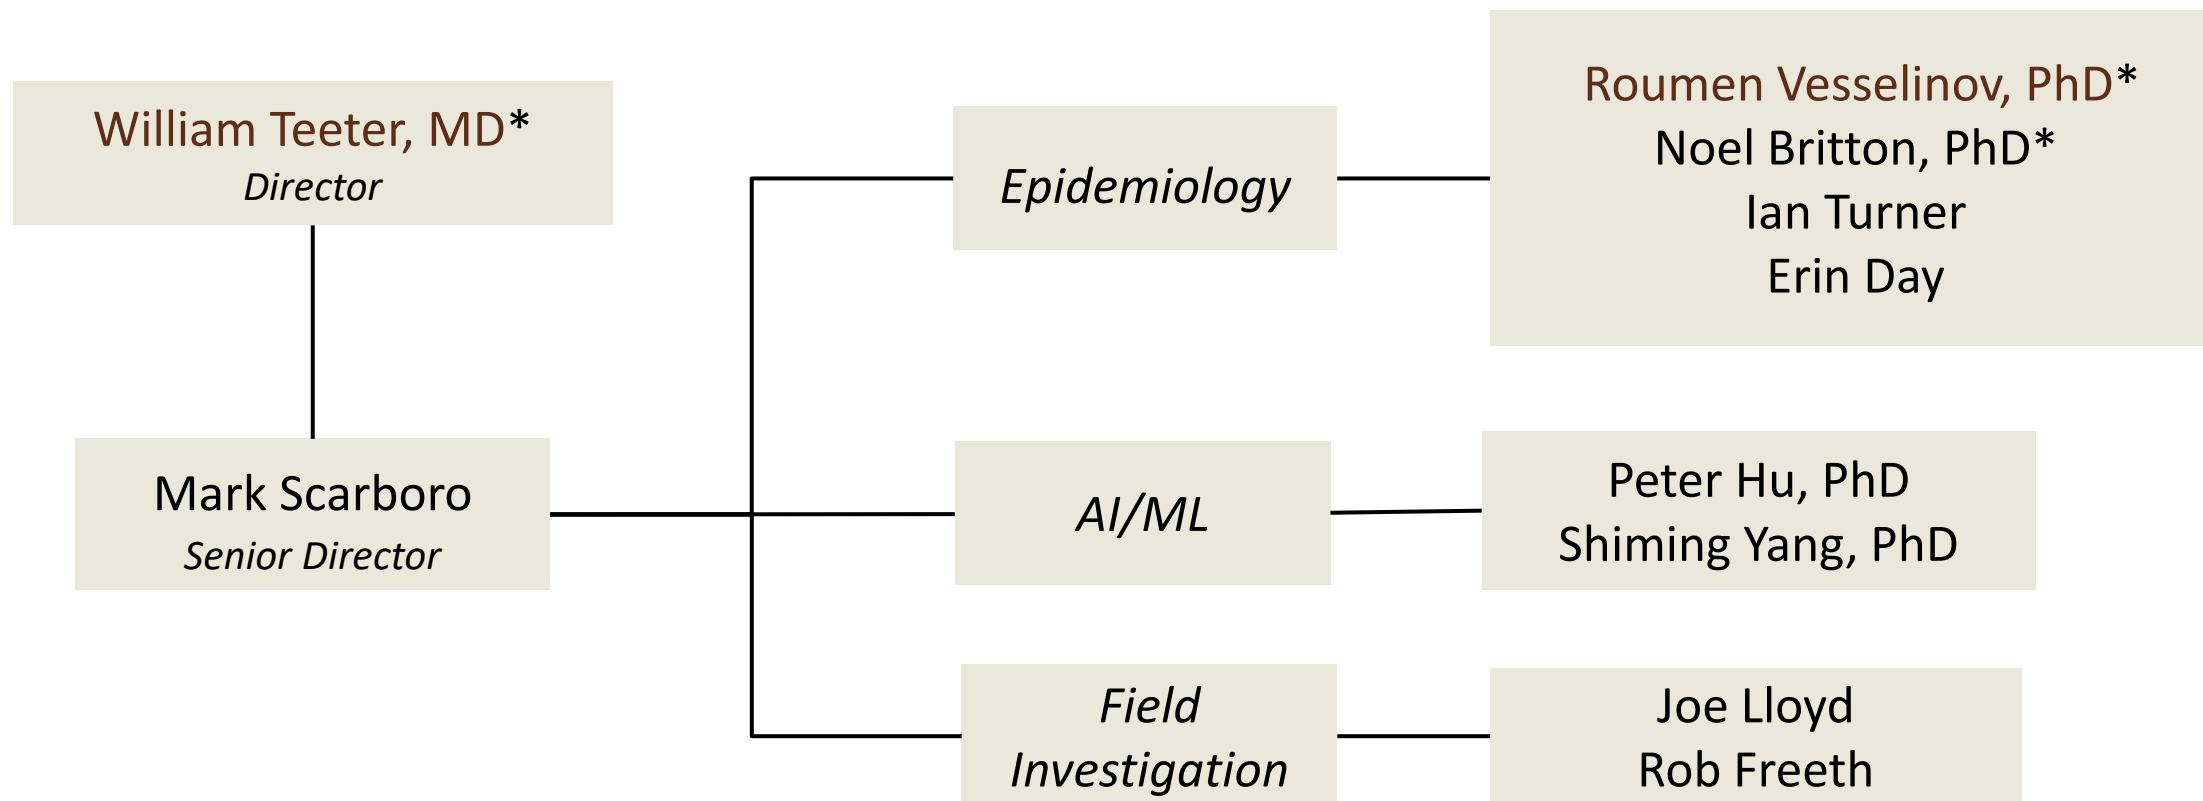 William Teeter, MD*
Director
Mark Scarboro
Senior Director
Epidemiology
Roumen Vesselinov, PhD*
Noel Britton, PhD*
Ian Turner
Erin Day
AI/ML
Peter Hu, PhD
Shiming Yang, PhD
Field
Investigation
Joe Lloyd
Rob Freeth